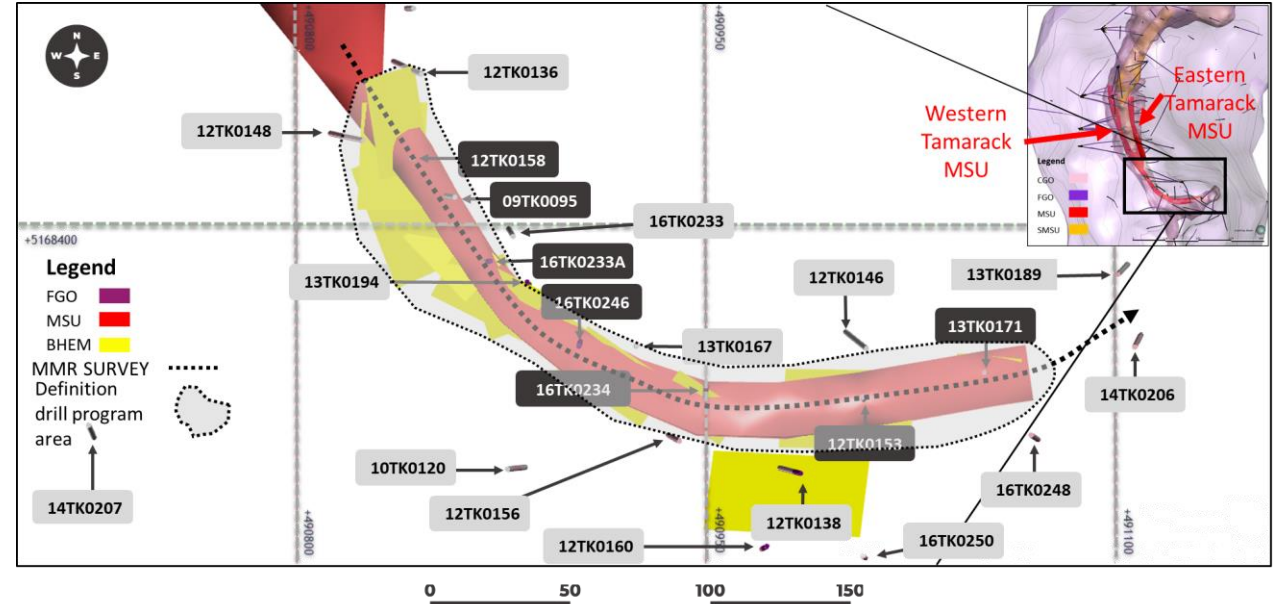 N
W E
S
+490800
+490950
12TK0136
12TK0148
12TK0158
09TK0095
16TK0233
+5168400
16TK0233A
13TK0194
16TK0246
12TK0146
13TK0189
13TK0171
13TK0167
16TK0234
14TK0206
12TK0153
10TK0120
12TK0156
16TK0248
12TK0138
12TK0160
16TK0250
14TK0207
+490800
+490950
+491100
Legend
FGO
MSU
BHEM
MMR SURVEY
Definition
drill program
area
Western
Tamarack
MSU
Eastern
Tamarack
MSU
Legend
CGO
FGO
MSU
SMSU
0 50 100 150